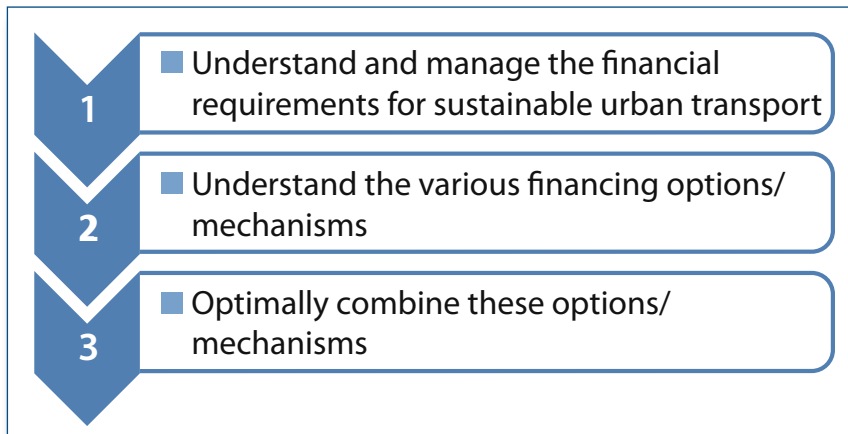 1
Understand and manage the financial
requirements for sustainable urban transport
2
Understand the various financing options/
mechanisms
3
Optimally combine these options/
mechanisms